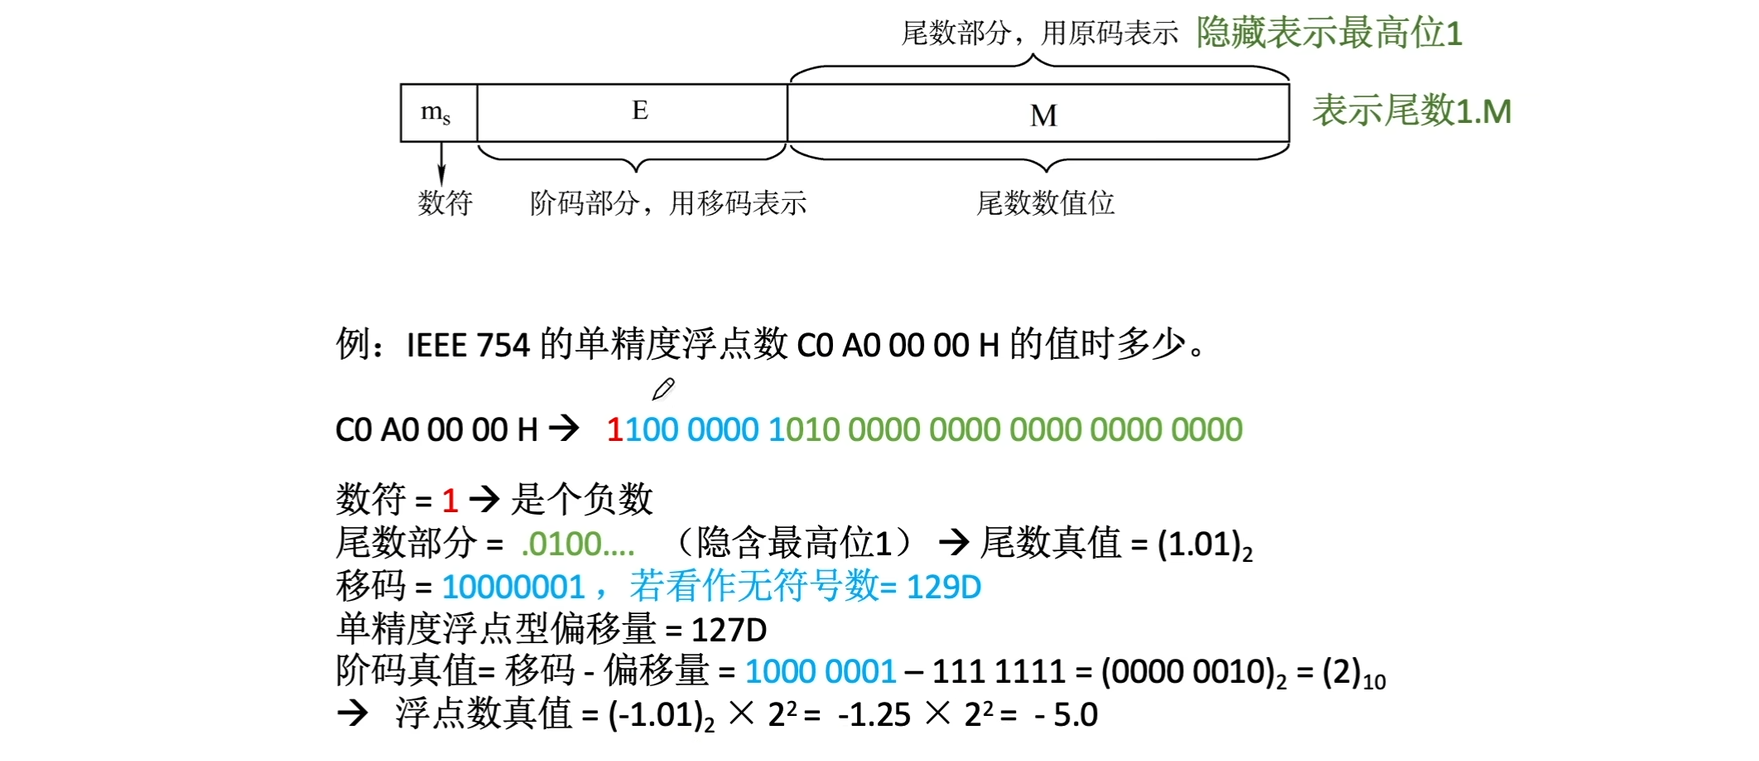 尾数部分，用原码表示 隐藏表示最高位1
mₛ E M 表示尾数1.M
数符 阶码部分，用移码表示 尾数数值位
例：IEEE 754 的单精度浮点数 C0 A0 00 00 H 的值时多少。
C0 A0 00 00 H → 1100 0000 1010 0000 0000 0000 0000 0000
数符 = 1 → 是个负数
尾数部分 = .0100.... （隐含最高位1） → 尾数真值 = (1.01)₂
移码 = 10000001 ，若看作无符号数= 129D
单精度浮点型偏移量 = 127D
阶码真值= 移码 - 偏移量 = 1000 0001 – 111 1111 = (0000 0010)₂ = (2)₁₀
→ 浮点数真值 = (-1.01)₂ × 2² = -1.25 × 2² = - 5.0